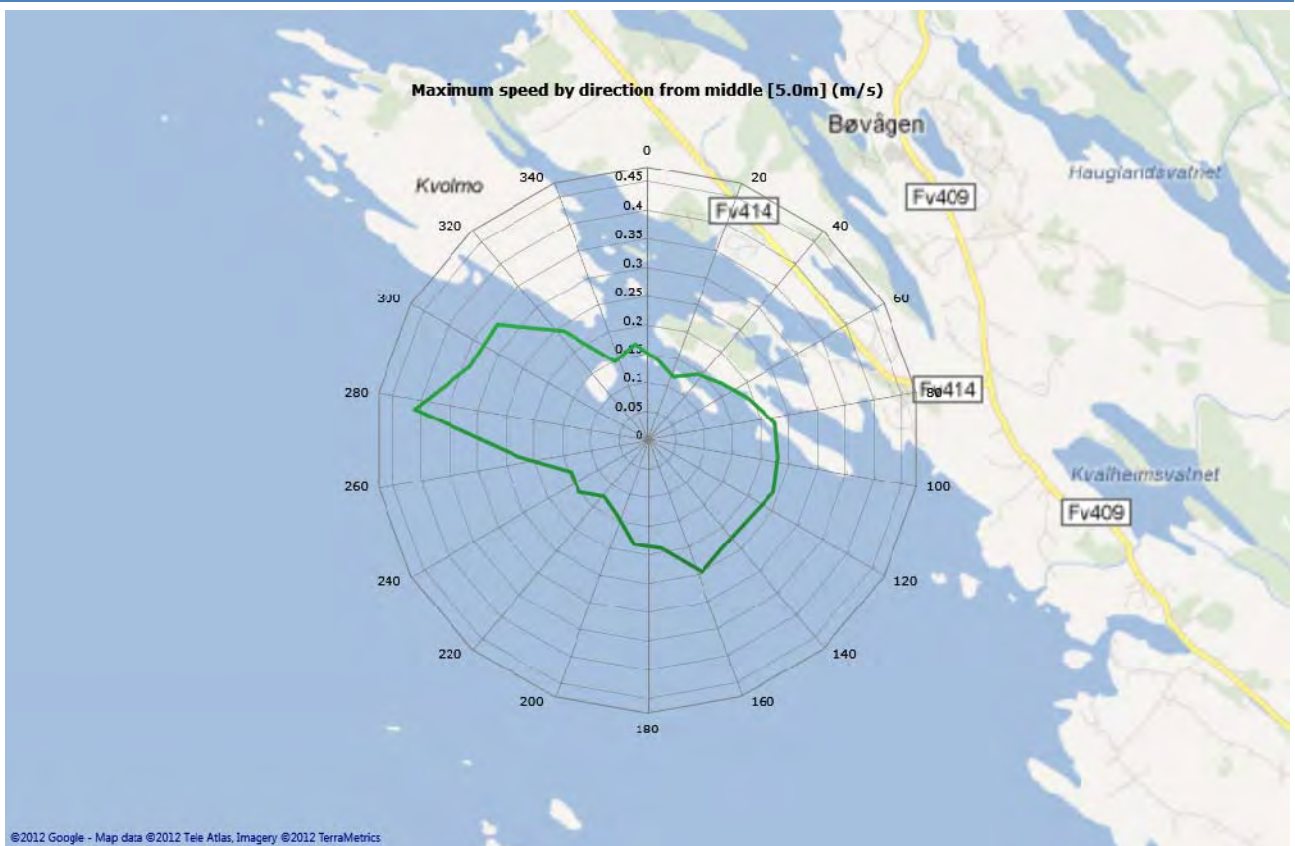 Maximum speed by direction from middle [5.0m] (m/s)
Bøvågen
Hauglandsvatnet
Kvolmo
Fv409
0
340
20
0.45
Fv414
0.4
320
40
0.35
0.3
300
60
0.25
0.2
0.15
Fv414
280
80
0.1
0.05
0
Kvalheimsvatnet
260
100
Fv409
240
120
220
140
200
160
180
©2012 Google - Map data ©2012 Tele Atlas, Imagery ©2012 TerraMetrics